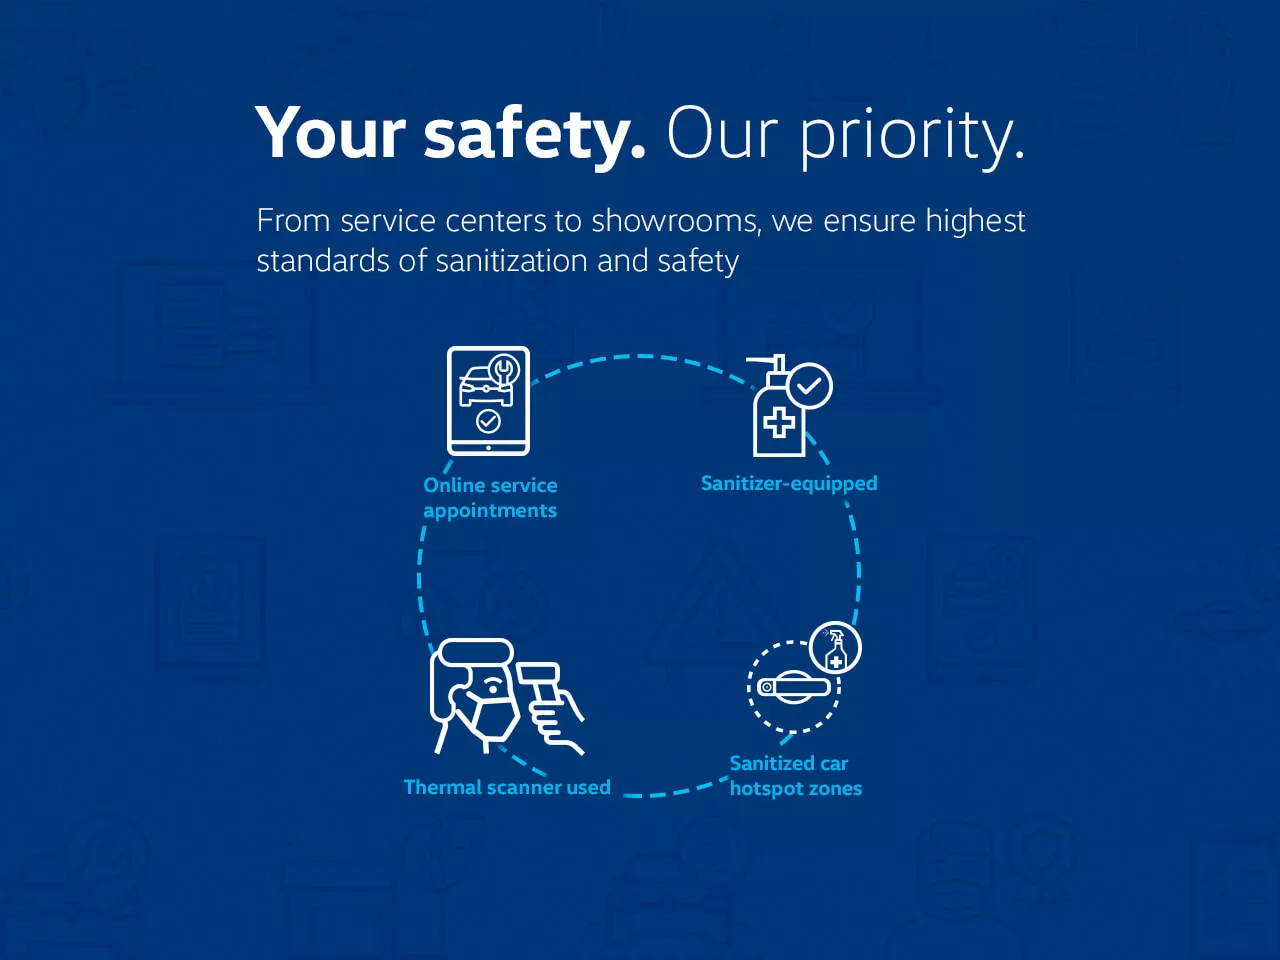 Your safety. Our priority.
From service centers to showrooms, we ensure highest
standards of sanitization and safety
Online service
appointments
Sanitizer-equipped
Thermal scanner used
Sanitized car
hotspot zones